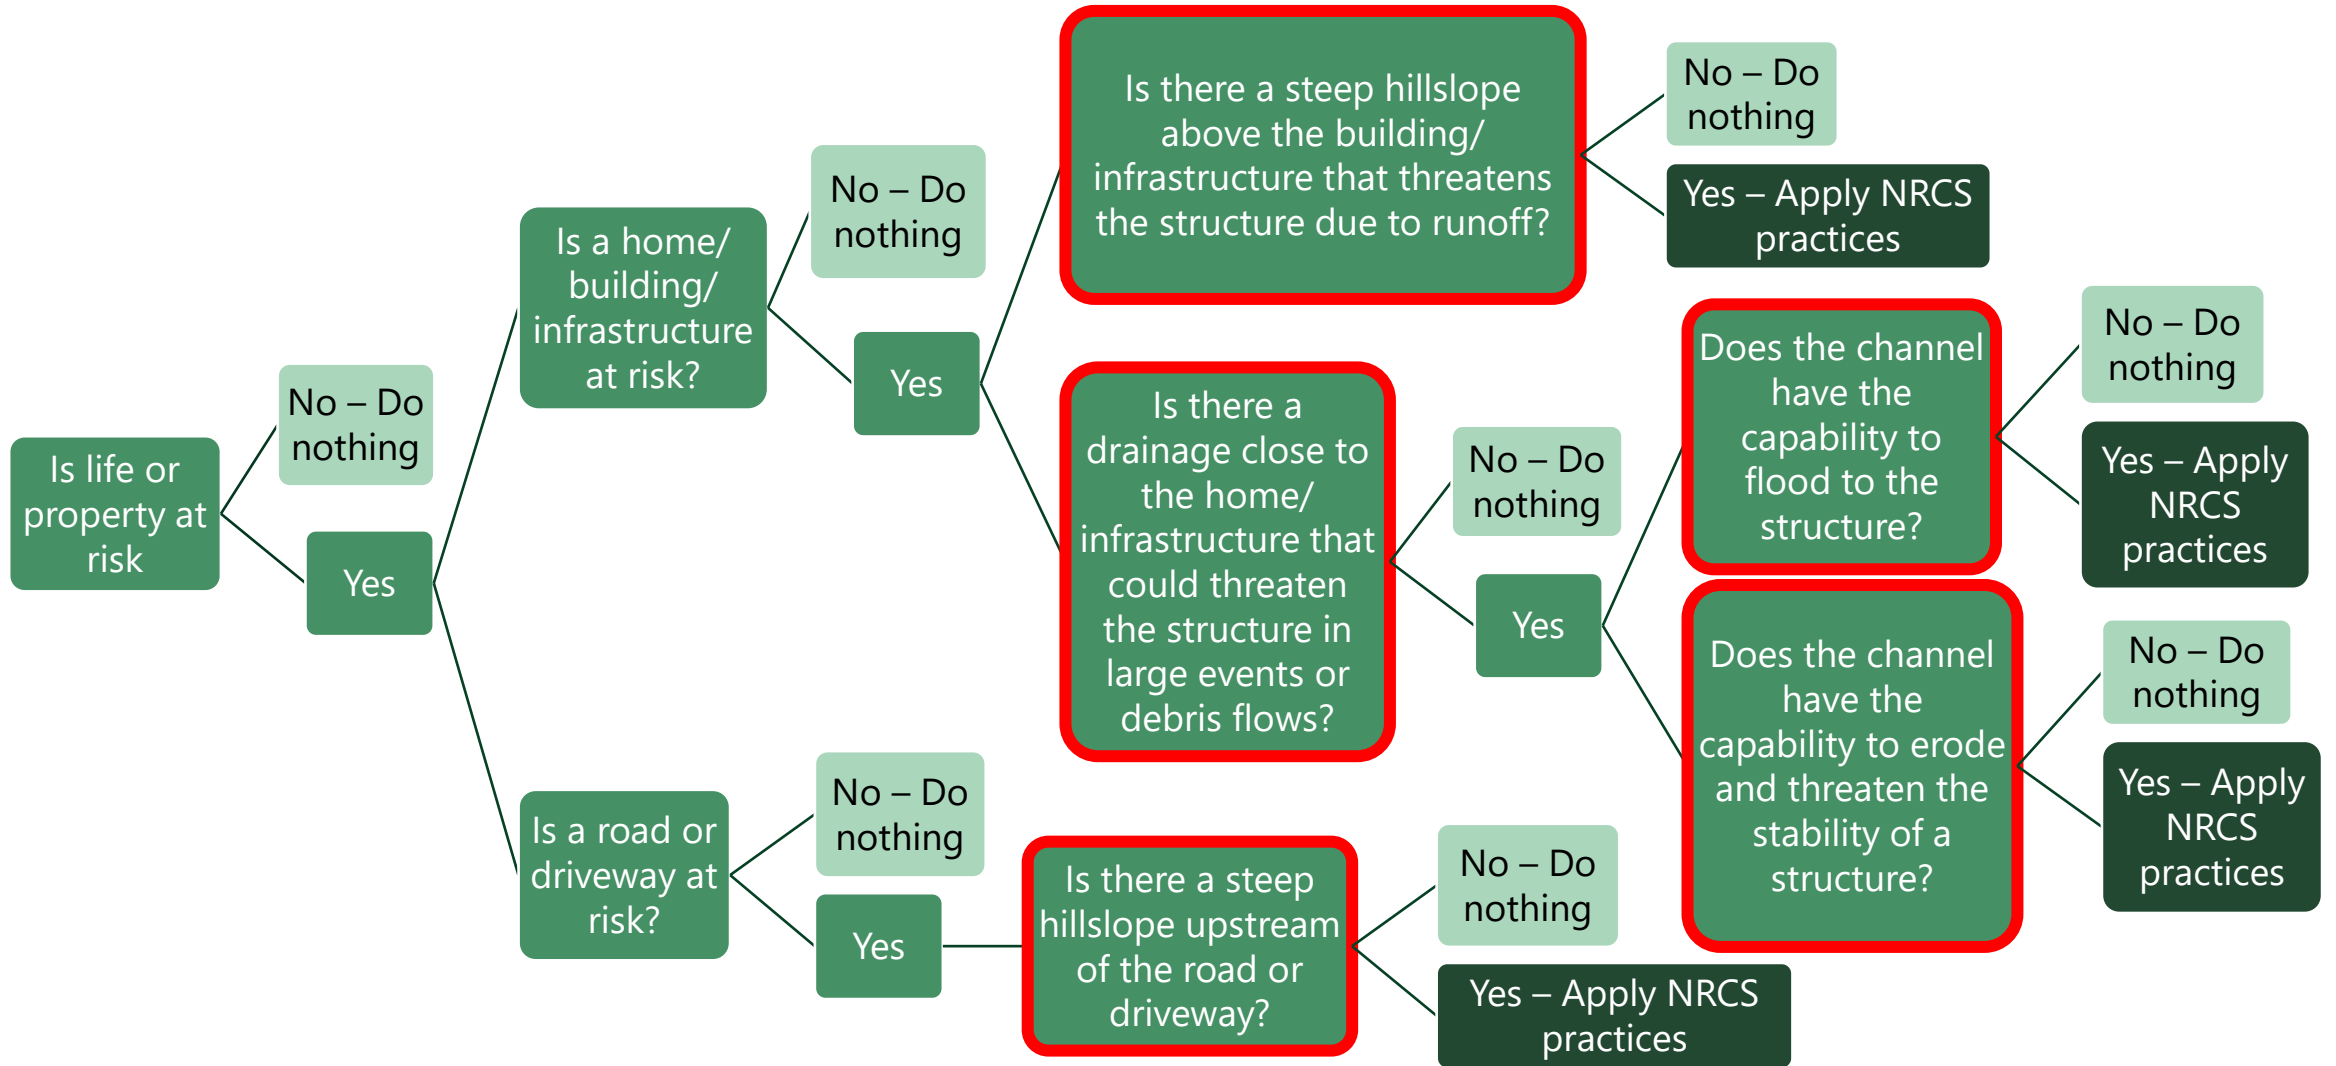 Is life or
property at
risk
No – Do
nothing
Yes
Is a home/
building/
infrastructure
at risk?
No – Do
nothing
Yes
Is there a steep hillslope
above the building/
infrastructure that threatens
the structure due to runoff?
No – Do
nothing
Yes – Apply NRCS
practices
Is there a
drainage close to
the home/
infrastructure that
could threaten
the structure in
large events or
debris flows?
No – Do
nothing
Yes
Does the channel
have the
capability to
flood to the
structure?
No – Do
nothing
Yes – Apply
NRCS
practices
Does the channel
have the
capability to erode
and threaten the
stability of a
structure?
No – Do
nothing
Yes – Apply
NRCS
practices
Is a road or
driveway at
risk?
No – Do
nothing
Yes
Is there a steep
hillslope upstream
of the road or
driveway?
No – Do
nothing
Yes – Apply NRCS
practices